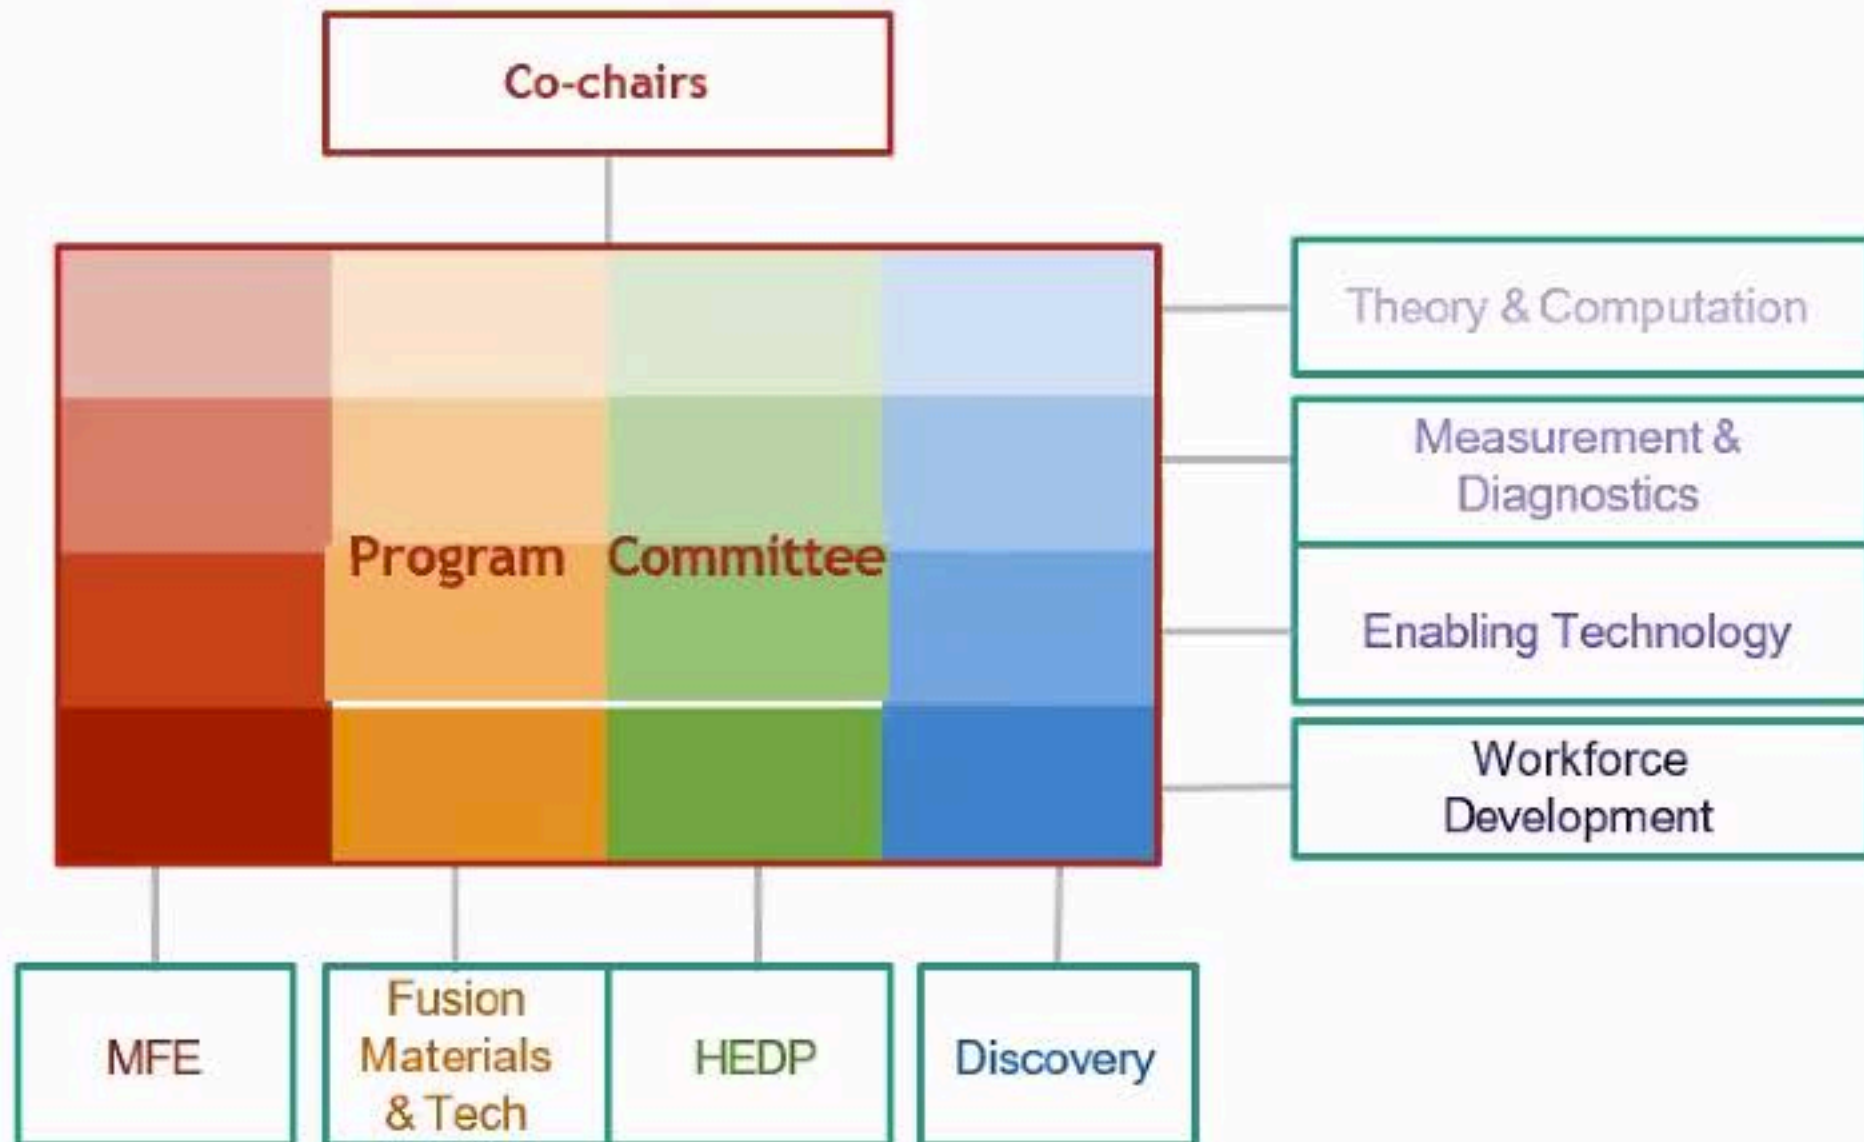 Co-chairs
Theory & Computation
Measurement &
Diagnostics
Program Committee
Enabling Technology
Workforce
Development
MFE
Fusion
Materials
& Tech
HEDP
Discovery